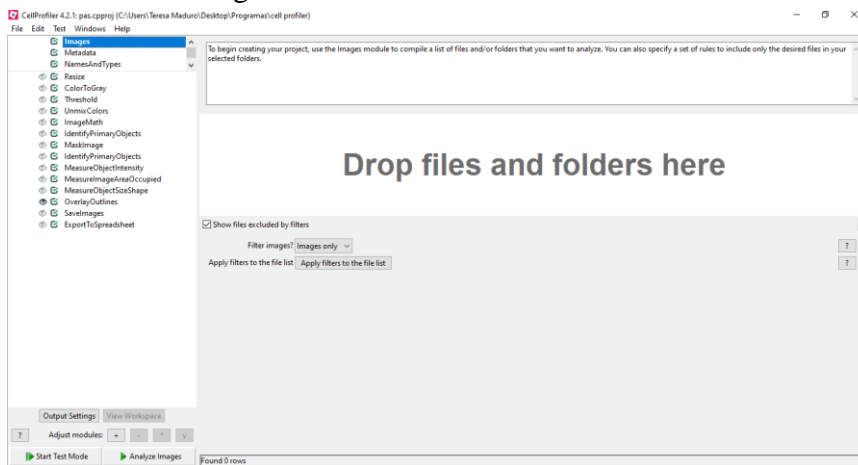 CellProfiler 4.2.1: pas.cpproj (C:\Users\Teresa Maduro\Desktop\Programas\cell profiler)
File Edit Test Windows Help
Images
Metadata
NamesAndTypes
Resize
ColorToGray
Threshold
UnmixColors
ImageMath
IdentifyPrimaryObjects
MaskImage
IdentifyPrimaryObjects
MeasureObjectIntensity
MeasureImageAreaOccupied
MeasureObjectSizeShape
OverlayOutlines
SaveImages
ExportToSpreadsheet
Output Settings View Workspace
? Adjust modules: + - ^ v
Start Test Mode Analyze Images
To begin creating your project, use the Images module to compile a list of files and/or folders that you want to analyze. You can also specify a set of rules to include only the desired files in your
selected folders.
Drop files and folders here
Show files excluded by filters
Filter images? Images only ?
Apply filters to the file list Apply filters to the file list ?
Found 0 rows